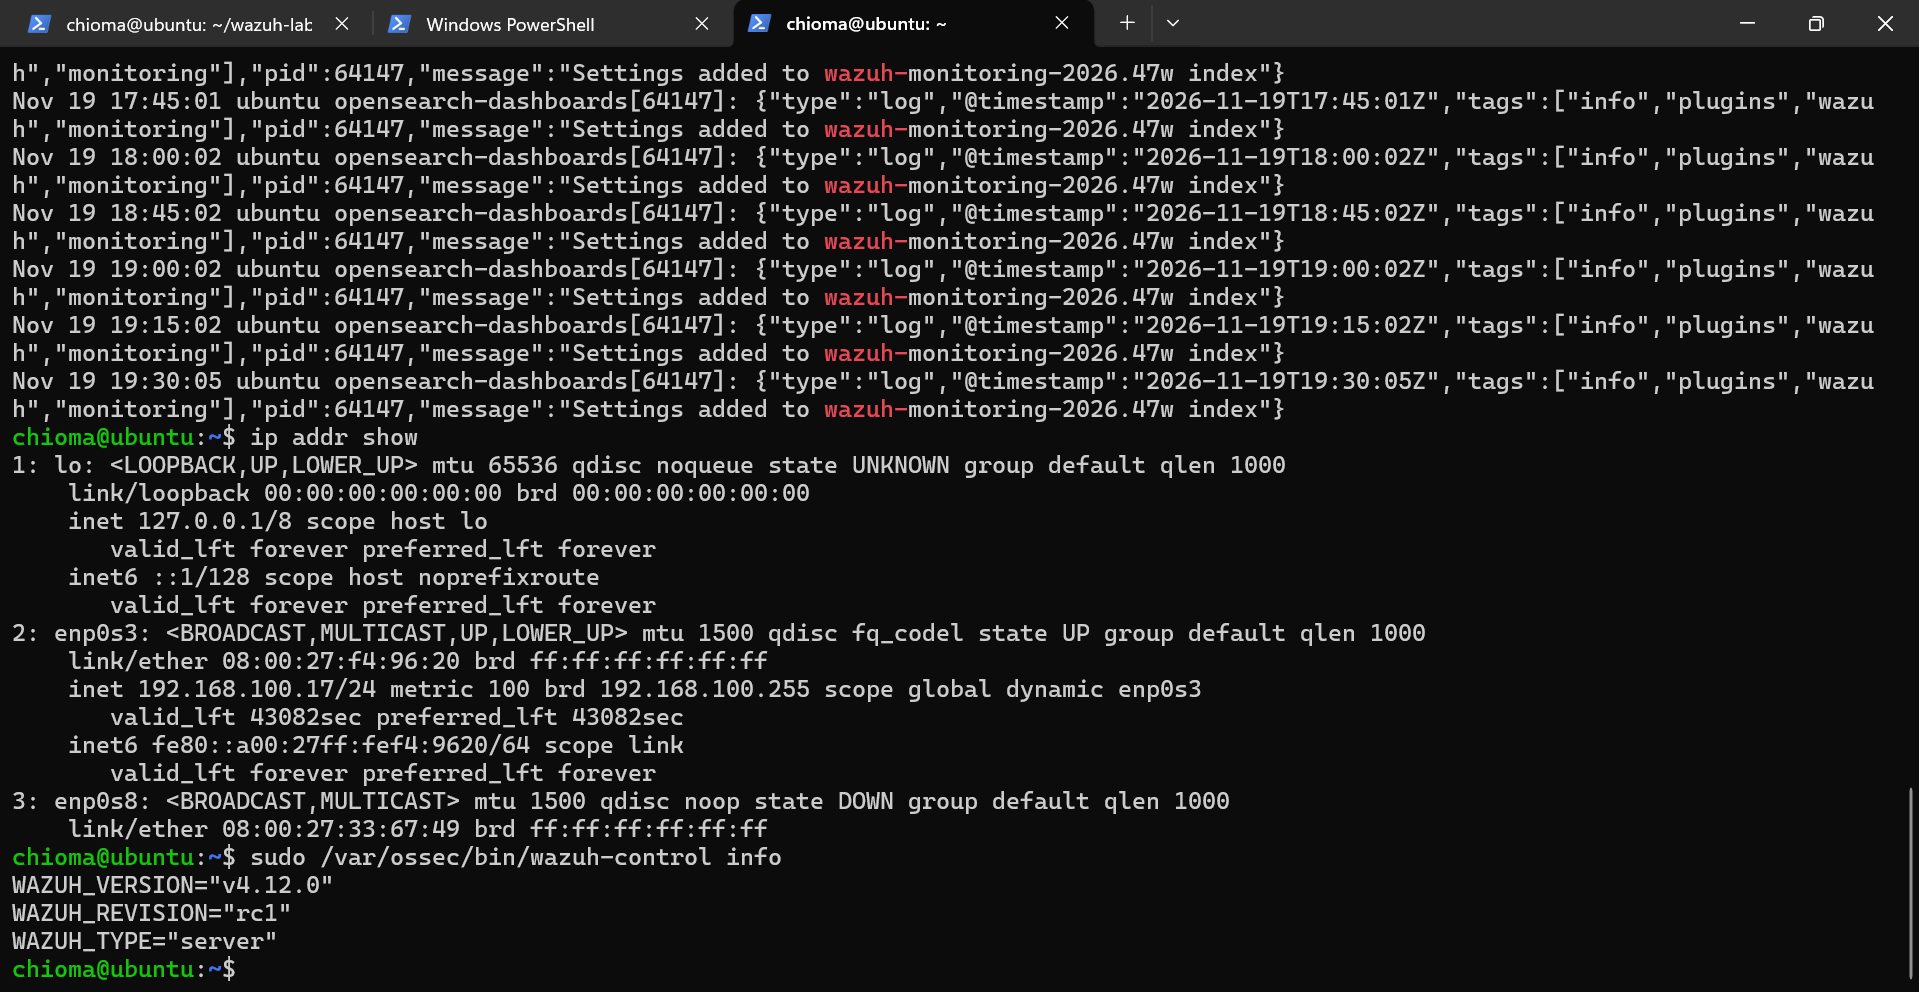 chioma@ubuntu: ~/wazuh-lab
Windows PowerShell
chioma@ubuntu: ~
h","monitoring"],"pid":64147,"message":"Settings added to wazuh-monitoring-2026.47w index"}
Nov 19 17:45:01 ubuntu opensearch-dashboards[64147]: {"type":"log","@timestamp":"2026-11-19T17:45:01Z","tags":["info","plugins","wazu
h","monitoring"],"pid":64147,"message":"Settings added to wazuh-monitoring-2026.47w index"}
Nov 19 18:00:02 ubuntu opensearch-dashboards[64147]: {"type":"log","@timestamp":"2026-11-19T18:00:02Z","tags":["info","plugins","wazu
h","monitoring"],"pid":64147,"message":"Settings added to wazuh-monitoring-2026.47w index"}
Nov 19 18:45:02 ubuntu opensearch-dashboards[64147]: {"type":"log","@timestamp":"2026-11-19T18:45:02Z","tags":["info","plugins","wazu
h","monitoring"],"pid":64147,"message":"Settings added to wazuh-monitoring-2026.47w index"}
Nov 19 19:00:02 ubuntu opensearch-dashboards[64147]: {"type":"log","@timestamp":"2026-11-19T19:00:02Z","tags":["info","plugins","wazu
h","monitoring"],"pid":64147,"message":"Settings added to wazuh-monitoring-2026.47w index"}
Nov 19 19:15:02 ubuntu opensearch-dashboards[64147]: {"type":"log","@timestamp":"2026-11-19T19:15:02Z","tags":["info","plugins","wazu
h","monitoring"],"pid":64147,"message":"Settings added to wazuh-monitoring-2026.47w index"}
Nov 19 19:30:05 ubuntu opensearch-dashboards[64147]: {"type":"log","@timestamp":"2026-11-19T19:30:05Z","tags":["info","plugins","wazu
h","monitoring"],"pid":64147,"message":"Settings added to wazuh-monitoring-2026.47w index"}
chioma@ubuntu:~$ ip addr show
1: lo: <LOOPBACK,UP,LOWER_UP> mtu 65536 qdisc noqueue state UNKNOWN group default qlen 1000
    link/loopback 00:00:00:00:00:00 brd 00:00:00:00:00:00
    inet 127.0.0.1/8 scope host lo
       valid_lft forever preferred_lft forever
    inet6 ::1/128 scope host noprefixroute
       valid_lft forever preferred_lft forever
2: enp0s3: <BROADCAST,MULTICAST,UP,LOWER_UP> mtu 1500 qdisc fq_codel state UP group default qlen 1000
    link/ether 08:00:27:f4:96:20 brd ff:ff:ff:ff:ff:ff
    inet 192.168.100.17/24 metric 100 brd 192.168.100.255 scope global dynamic enp0s3
       valid_lft 43082sec preferred_lft 43082sec
    inet6 fe80::a00:27ff:fef4:9620/64 scope link
       valid_lft forever preferred_lft forever
3: enp0s8: <BROADCAST,MULTICAST> mtu 1500 qdisc noop state DOWN group default qlen 1000
    link/ether 08:00:27:33:67:49 brd ff:ff:ff:ff:ff:ff
chioma@ubuntu:~$ sudo /var/ossec/bin/wazuh-control info
WAZUH_VERSION="v4.12.0"
WAZUH_REVISION="rc1"
WAZUH_TYPE="server"
chioma@ubuntu:~$